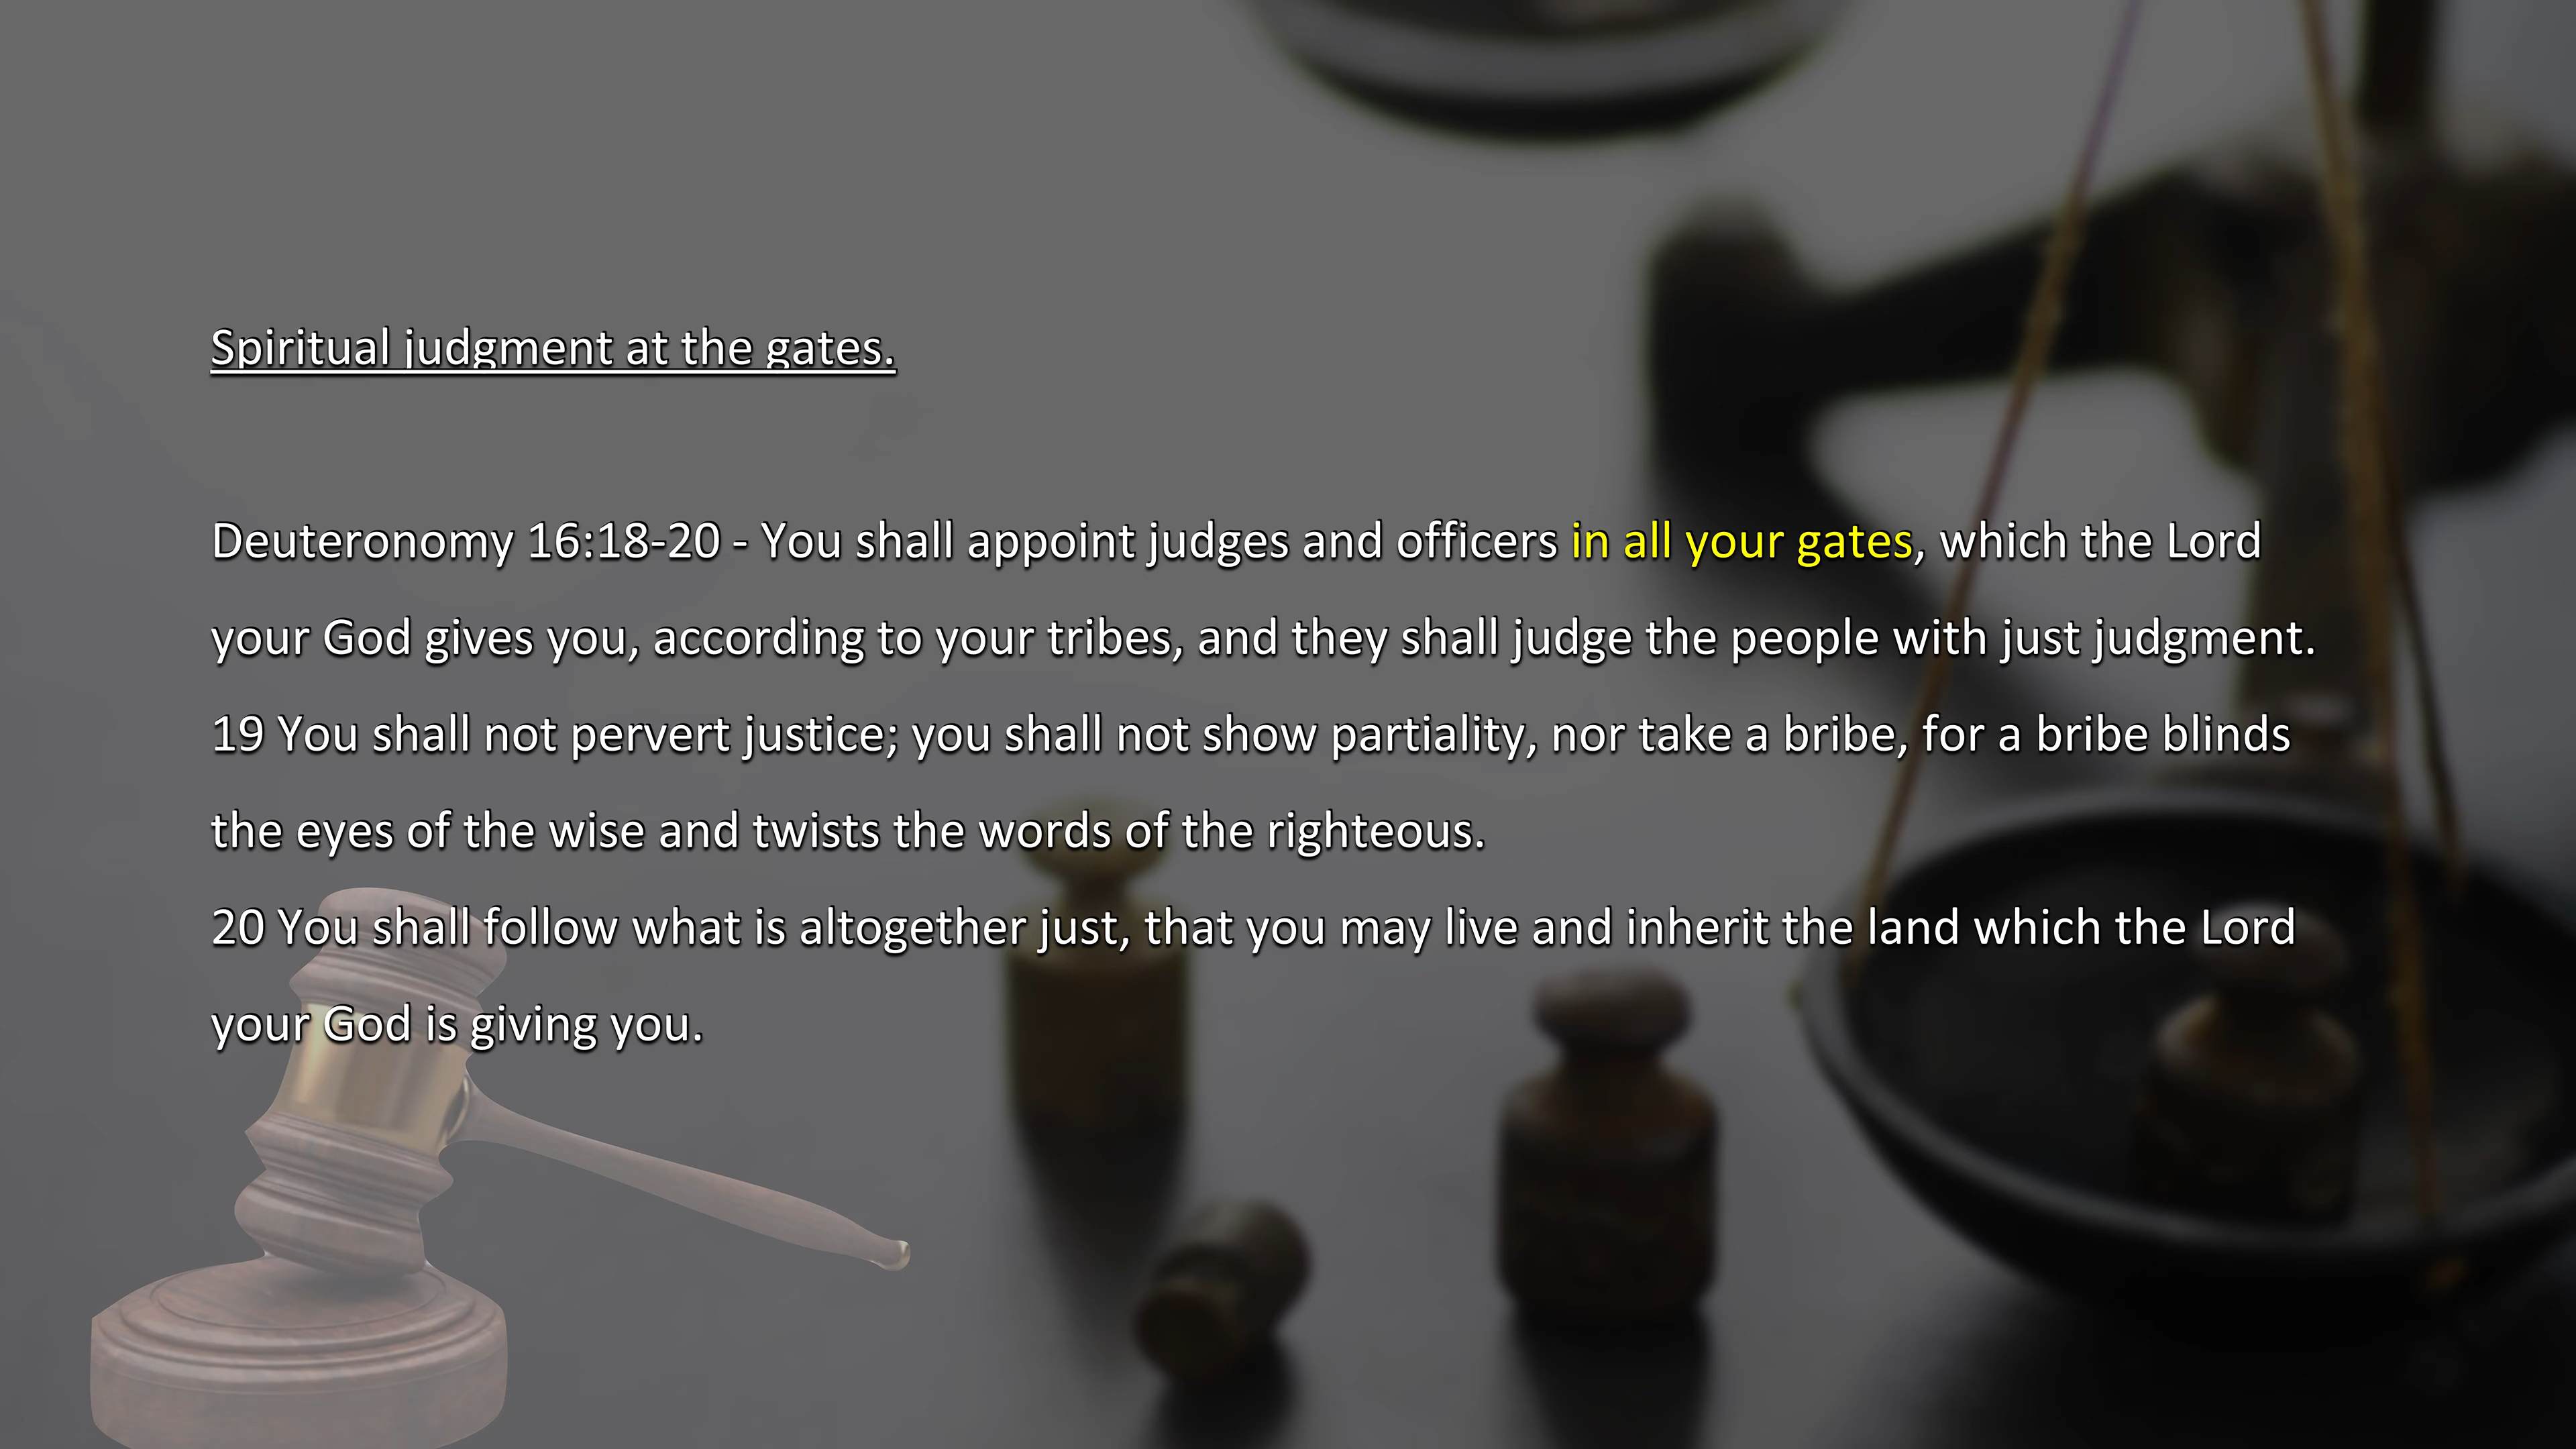 Spiritual judgment at the gates.
Deuteronomy 16:18-20 - You shall appoint judges and officers in all your gates, which the Lord
your God gives you, according to your tribes, and they shall judge the people with just judgment.
19 You shall not pervert justice; you shall not show partiality, nor take a bribe, for a bribe blinds
the eyes of the wise and twists the words of the righteous.
20 You shall follow what is altogether just, that you may live and inherit the land which the Lord
your God is giving you.